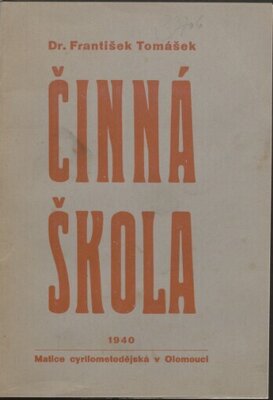 Dr. František Tomášek
ČINNÁ
ŠKOLA
1940
Matice cyrilometodějská v Olomouci